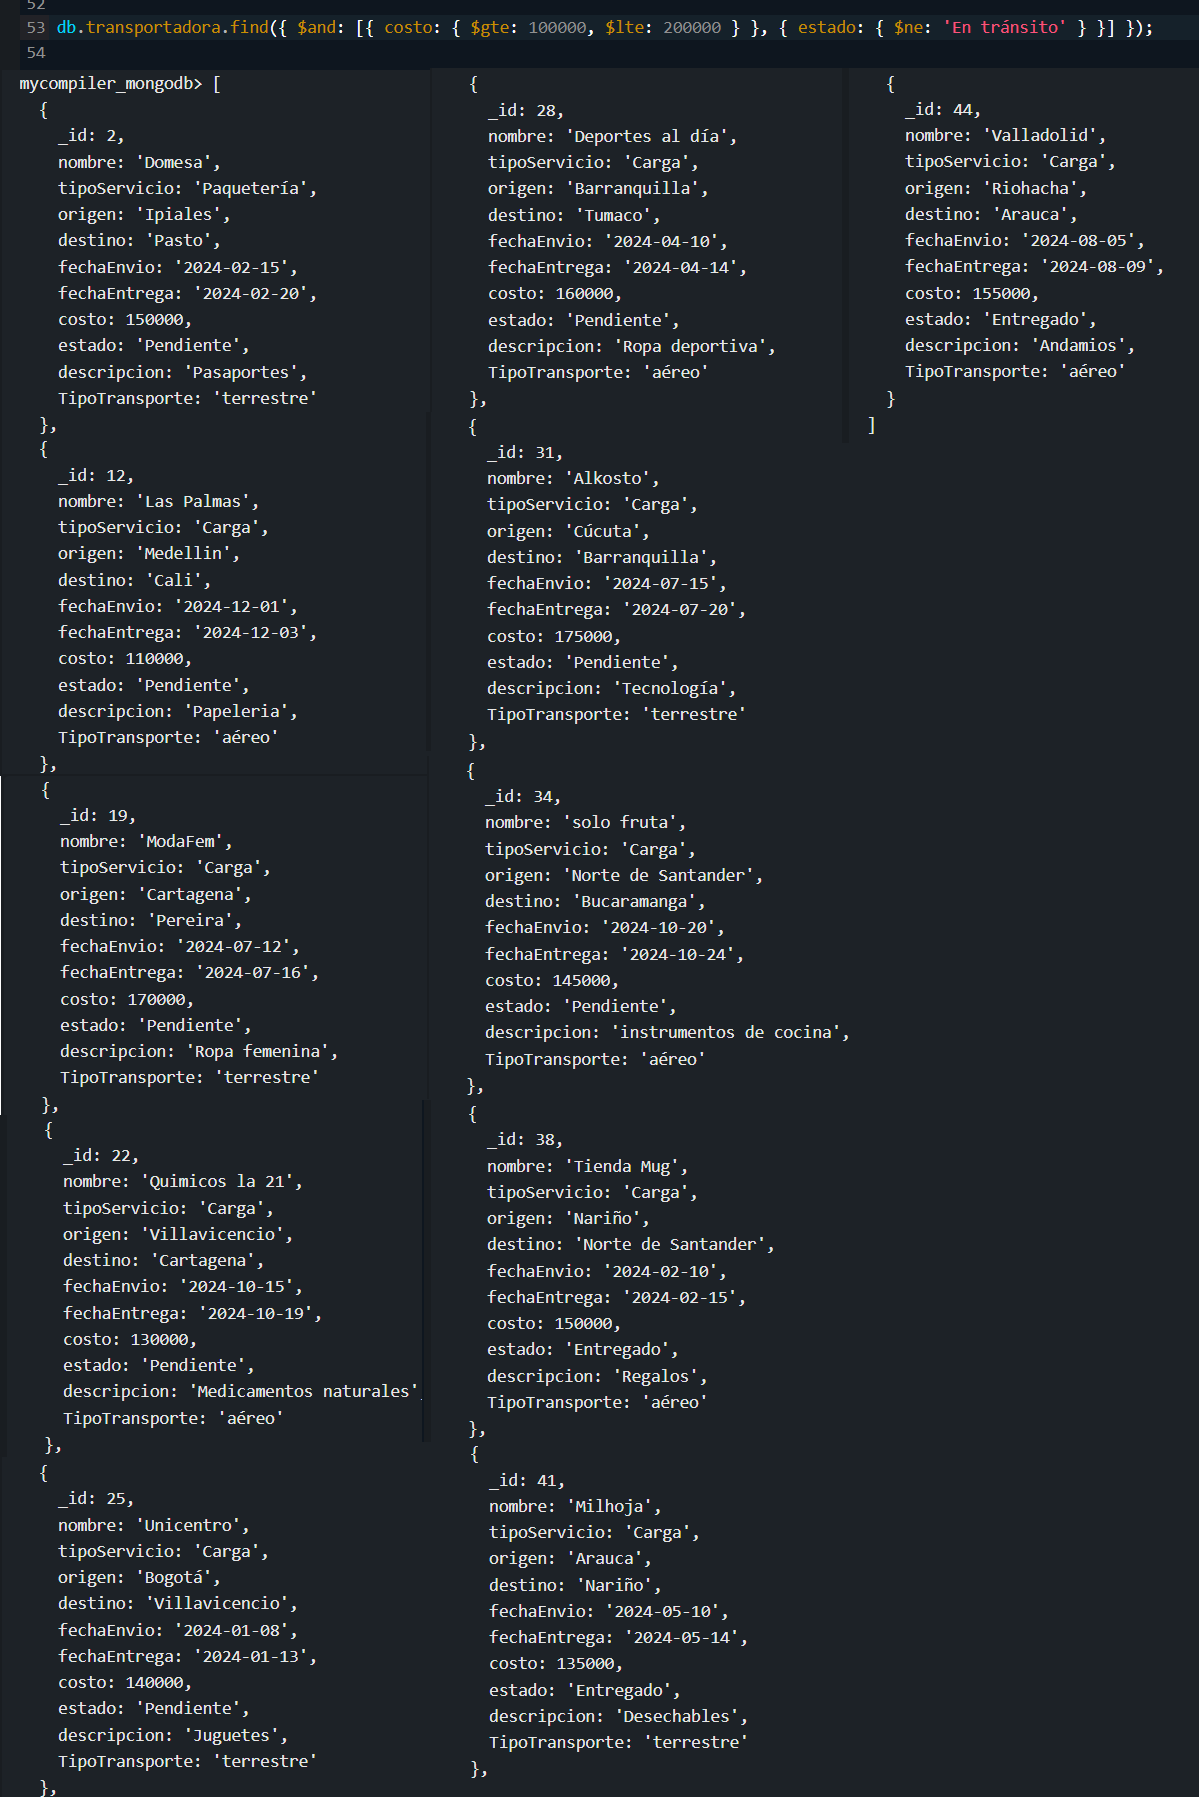 52
53 db.transportadora.find({ $and: [{ costo: { $gte: 100000, $lte: 200000 } }, { estado: { $ne: 'En tránsito' } }] });
54
mycompiler_mongodb> [
{
_id: 2,
nombre: 'Domesa',
tipoServicio: 'Paquetería',
origen: 'Ipiales',
destino: 'Pasto',
fechaEnvio: '2024-02-15',
fechaEntrega: '2024-02-20',
costo: 150000,
estado: 'Pendiente',
descripcion: 'Pasaportes',
TipoTransporte: 'terrestre'
},
{
_id: 12,
nombre: 'Las Palmas',
tipoServicio: 'Carga',
origen: 'Medellin',
destino: 'Cali',
fechaEnvio: '2024-12-01',
fechaEntrega: '2024-12-03',
costo: 110000,
estado: 'Pendiente',
descripcion: 'Papeleria',
TipoTransporte: 'aéreo'
},
{
_id: 19,
nombre: 'ModaFem',
tipoServicio: 'Carga',
origen: 'Cartagena',
destino: 'Pereira',
fechaEnvio: '2024-07-12',
fechaEntrega: '2024-07-16',
costo: 170000,
estado: 'Pendiente',
descripcion: 'Ropa femenina',
TipoTransporte: 'terrestre'
},
{
_id: 22,
nombre: 'Quimicos la 21',
tipoServicio: 'Carga',
origen: 'Villavicencio',
destino: 'Cartagena',
fechaEnvio: '2024-10-15',
fechaEntrega: '2024-10-19',
costo: 130000,
estado: 'Pendiente',
descripcion: 'Medicamentos naturales',
TipoTransporte: 'aéreo'
},
{
_id: 25,
nombre: 'Unicentro',
tipoServicio: 'Carga',
origen: 'Bogotá',
destino: 'Villavicencio',
fechaEnvio: '2024-01-08',
fechaEntrega: '2024-01-13',
costo: 140000,
estado: 'Pendiente',
descripcion: 'Juguetes',
TipoTransporte: 'terrestre'
},
{
_id: 28,
nombre: 'Deportes al día',
tipoServicio: 'Carga',
origen: 'Barranquilla',
destino: 'Tumaco',
fechaEnvio: '2024-04-10',
fechaEntrega: '2024-04-14',
costo: 160000,
estado: 'Pendiente',
descripcion: 'Ropa deportiva',
TipoTransporte: 'aéreo'
},
{
_id: 31,
nombre: 'Alkosto',
tipoServicio: 'Carga',
origen: 'Cúcuta',
destino: 'Barranquilla',
fechaEnvio: '2024-07-15',
fechaEntrega: '2024-07-20',
costo: 175000,
estado: 'Pendiente',
descripcion: 'Tecnología',
TipoTransporte: 'terrestre'
},
{
_id: 34,
nombre: 'solo fruta',
tipoServicio: 'Carga',
origen: 'Norte de Santander',
destino: 'Bucaramanga',
fechaEnvio: '2024-10-20',
fechaEntrega: '2024-10-24',
costo: 145000,
estado: 'Pendiente',
descripcion: 'instrumentos de cocina',
TipoTransporte: 'aéreo'
},
{
_id: 38,
nombre: 'Tienda Mug',
tipoServicio: 'Carga',
origen: 'Nariño',
destino: 'Norte de Santander',
fechaEnvio: '2024-02-10',
fechaEntrega: '2024-02-15',
costo: 150000,
estado: 'Entregado',
descripcion: 'Regalos',
TipoTransporte: 'aéreo'
},
{
_id: 41,
nombre: 'Milhoja',
tipoServicio: 'Carga',
origen: 'Arauca',
destino: 'Nariño',
fechaEnvio: '2024-05-10',
fechaEntrega: '2024-05-14',
costo: 135000,
estado: 'Entregado',
descripcion: 'Desechables',
TipoTransporte: 'terrestre'
},
{
_id: 44,
nombre: 'Valladolid',
tipoServicio: 'Carga',
origen: 'Riohacha',
destino: 'Arauca',
fechaEnvio: '2024-08-05',
fechaEntrega: '2024-08-09',
costo: 155000,
estado: 'Entregado',
descripcion: 'Andamios',
TipoTransporte: 'aéreo'
}
]